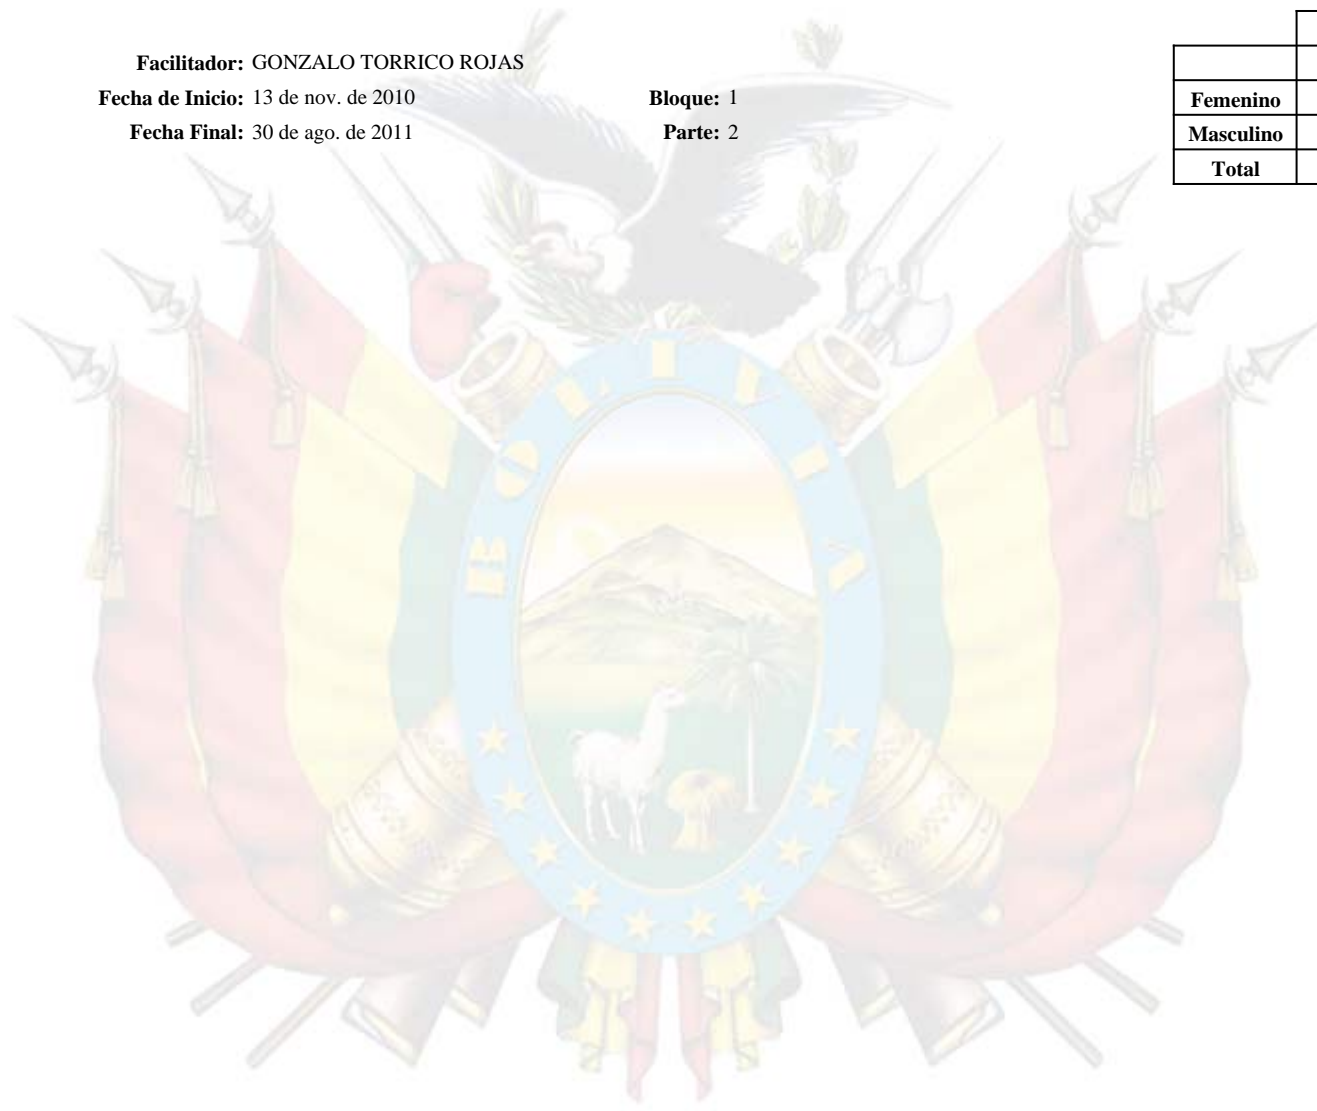 Facilitador: GONZALO TORRICO ROJAS
Fecha de Inicio: 13 de nov. de 2010 Bloque: 1
Fecha Final: 30 de ago. de 2011 Parte: 2
Femenino
Masculino
Total
BOLIVIA